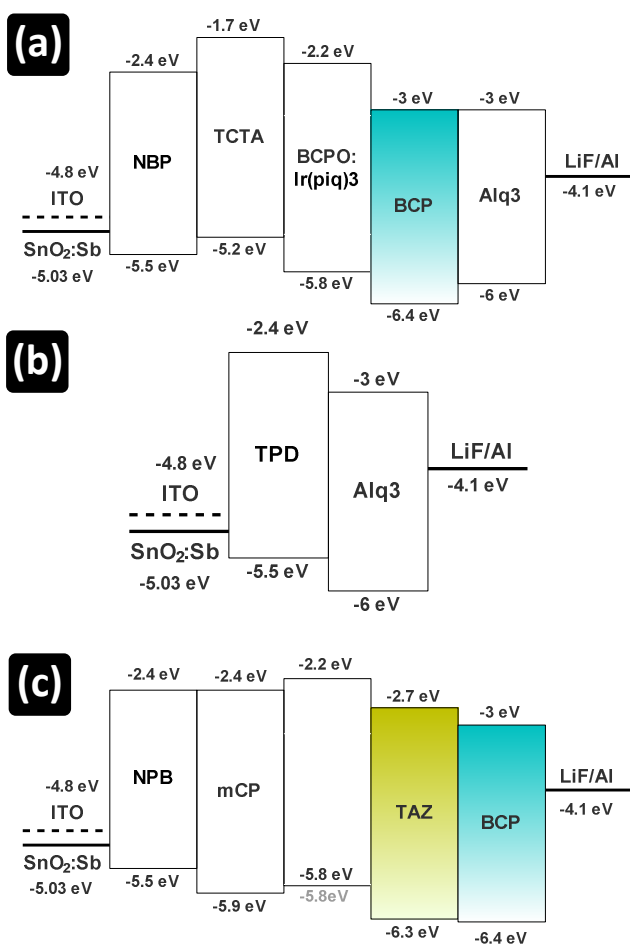 (a)
-1.7 eV
-2.4 eV
-2.2 eV
-3 eV
-3 eV
TCTA
NBP
BCPO:
Ir(piq)3
LiF/Al
-4.8 eV
-4.1 eV
ITO
Alq3
BCP
SnO2:Sb
-5.03 eV
-5.5 eV
-5.2 eV
-5.8 eV
-6 eV
-6.4 eV
(b)
-2.4 eV
-3 eV
TPD
LiF/Al
-4.8 eV
-4.1 eV
ITO
Alq3
SnO2:Sb
-5.03 eV
-5.5 eV
-6 eV
(c)
-2.4 eV
-2.4 eV
-2.2 eV
-2.7 eV
-3 eV
NPB
mCP
LiF/Al
-4.8 eV
-4.1 eV
ITO
TAZ
BCP
SnO2:Sb
-5.03 eV
-5.5 eV
-5.8 eV
-5.8eV
-5.9 eV
-6.3 eV
-6.4 eV